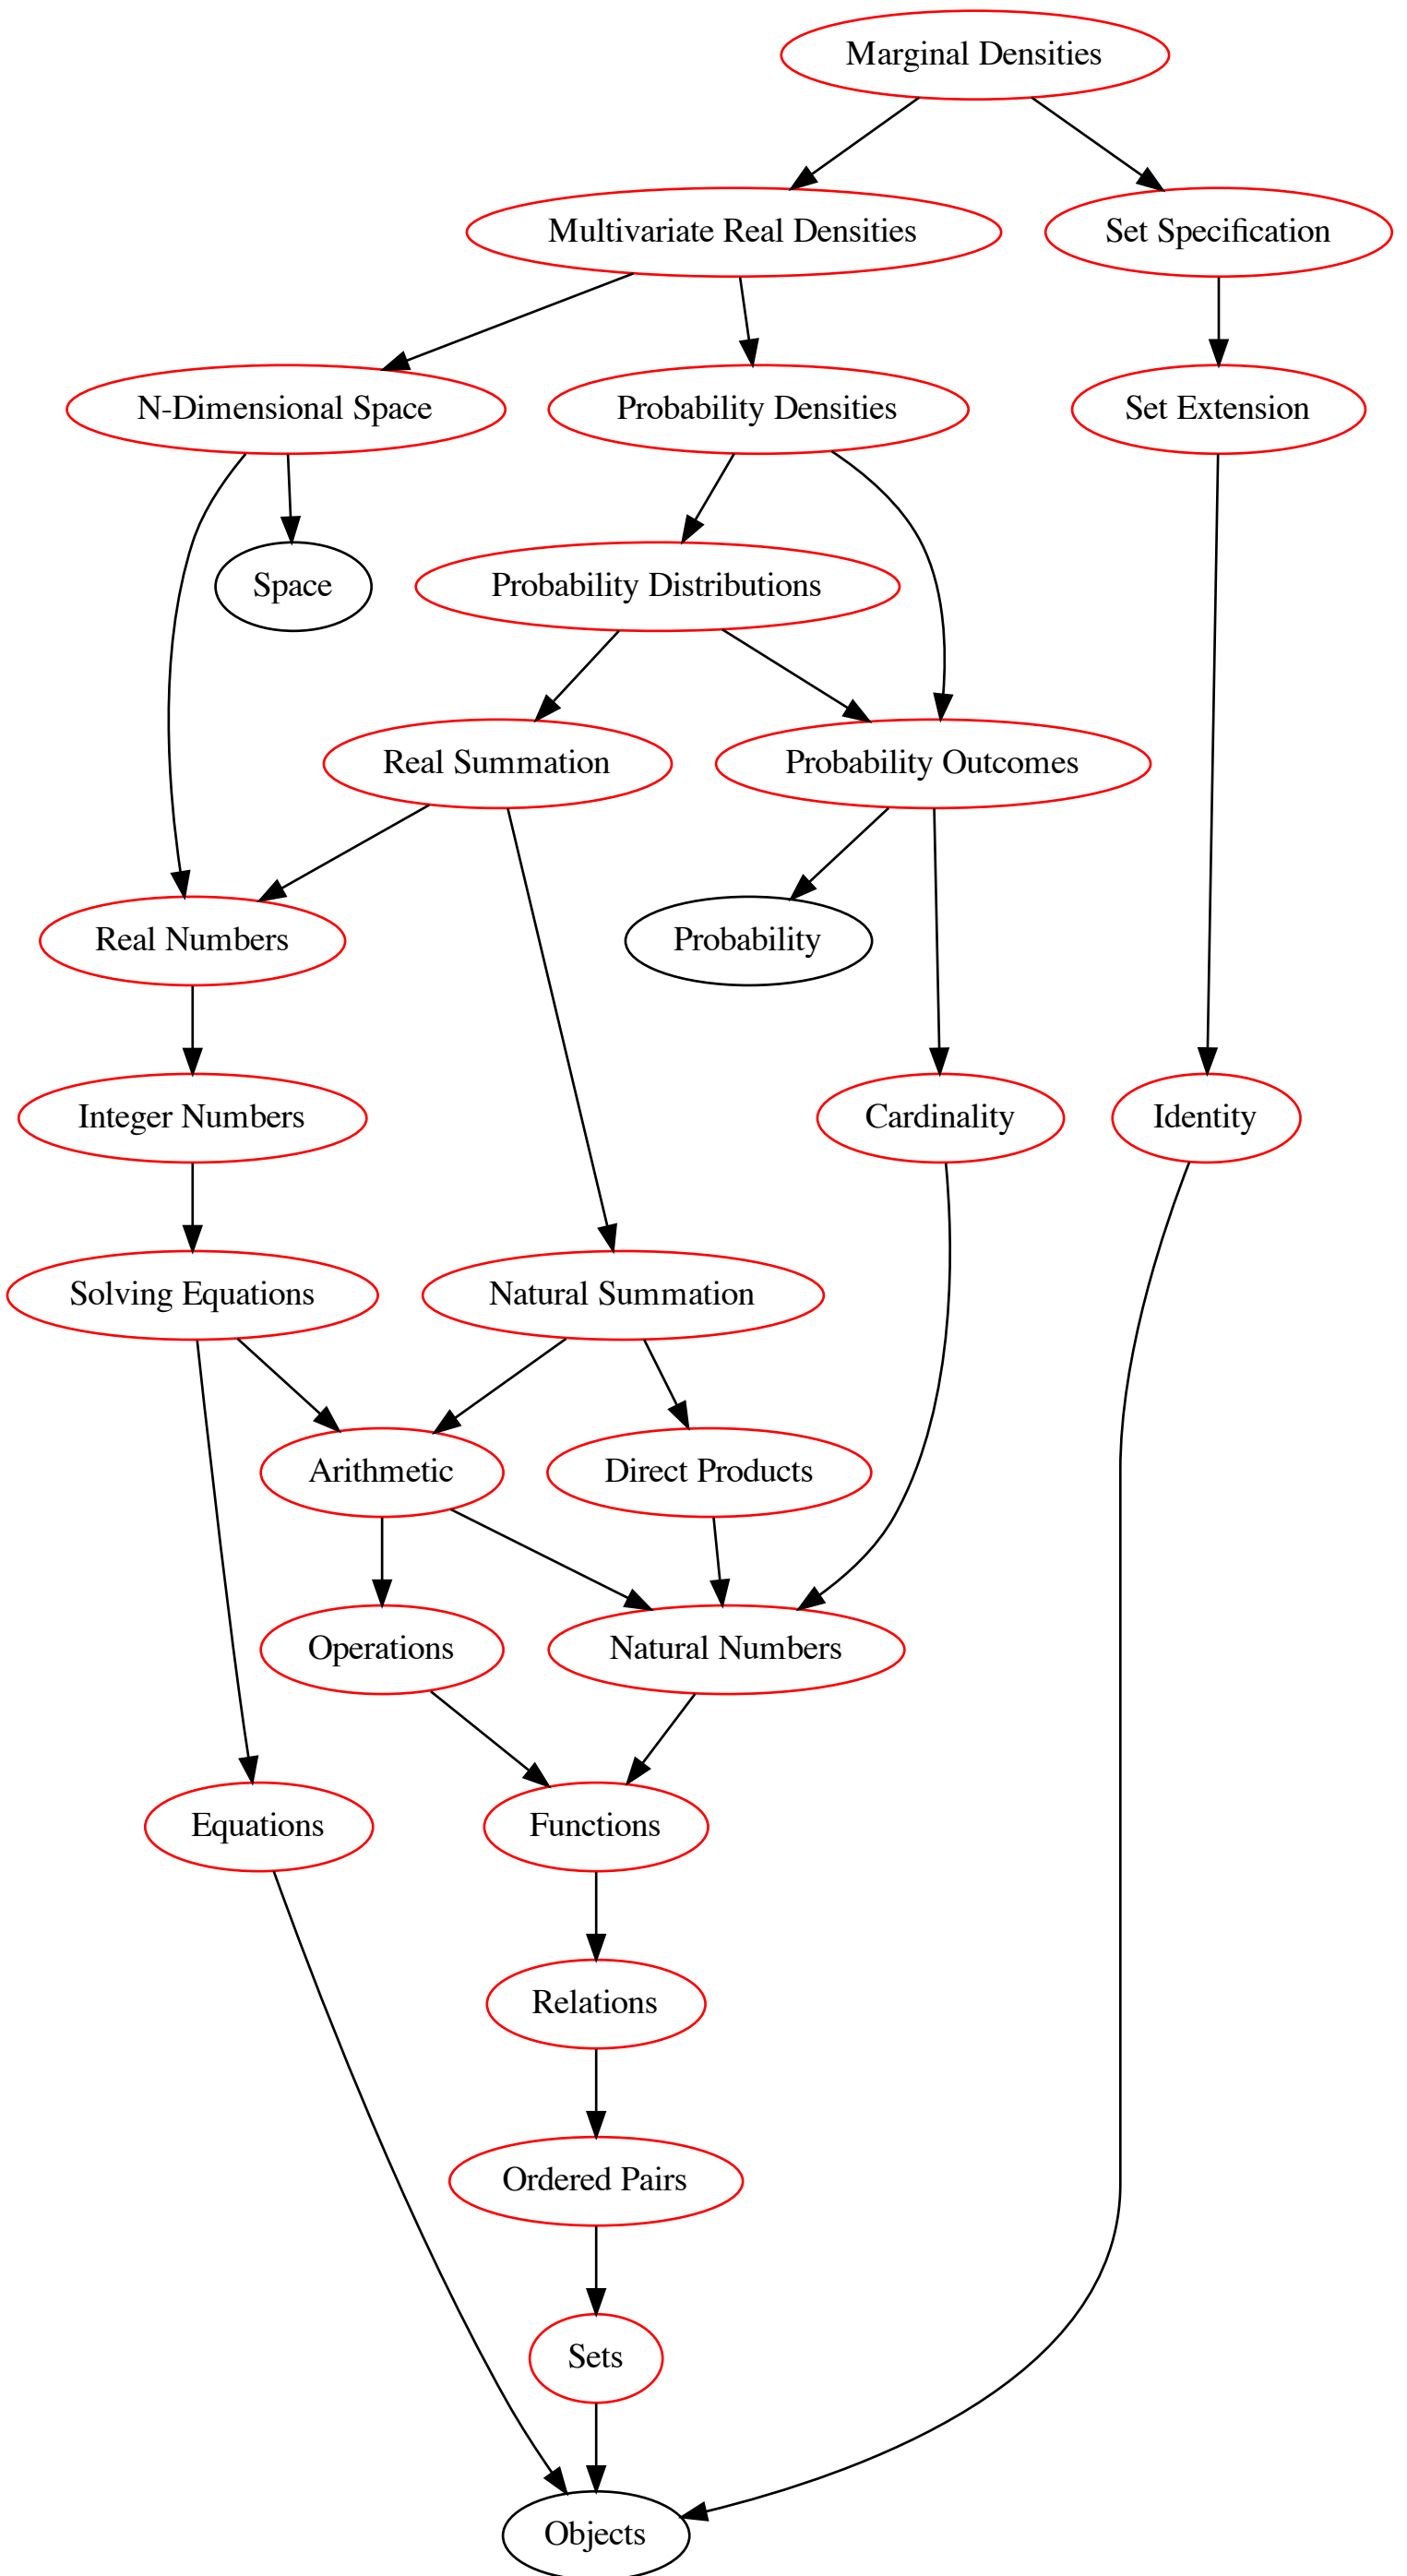 Marginal Densities
Multivariate Real Densities
Set Specification
N-Dimensional Space
Probability Densities
Set Extension
Space
Probability Distributions
Real Summation
Probability Outcomes
Real Numbers
Probability
Integer Numbers
Cardinality
Identity
Solving Equations
Natural Summation
Arithmetic
Direct Products
Operations
Natural Numbers
Equations
Functions
Relations
Ordered Pairs
Sets
Objects